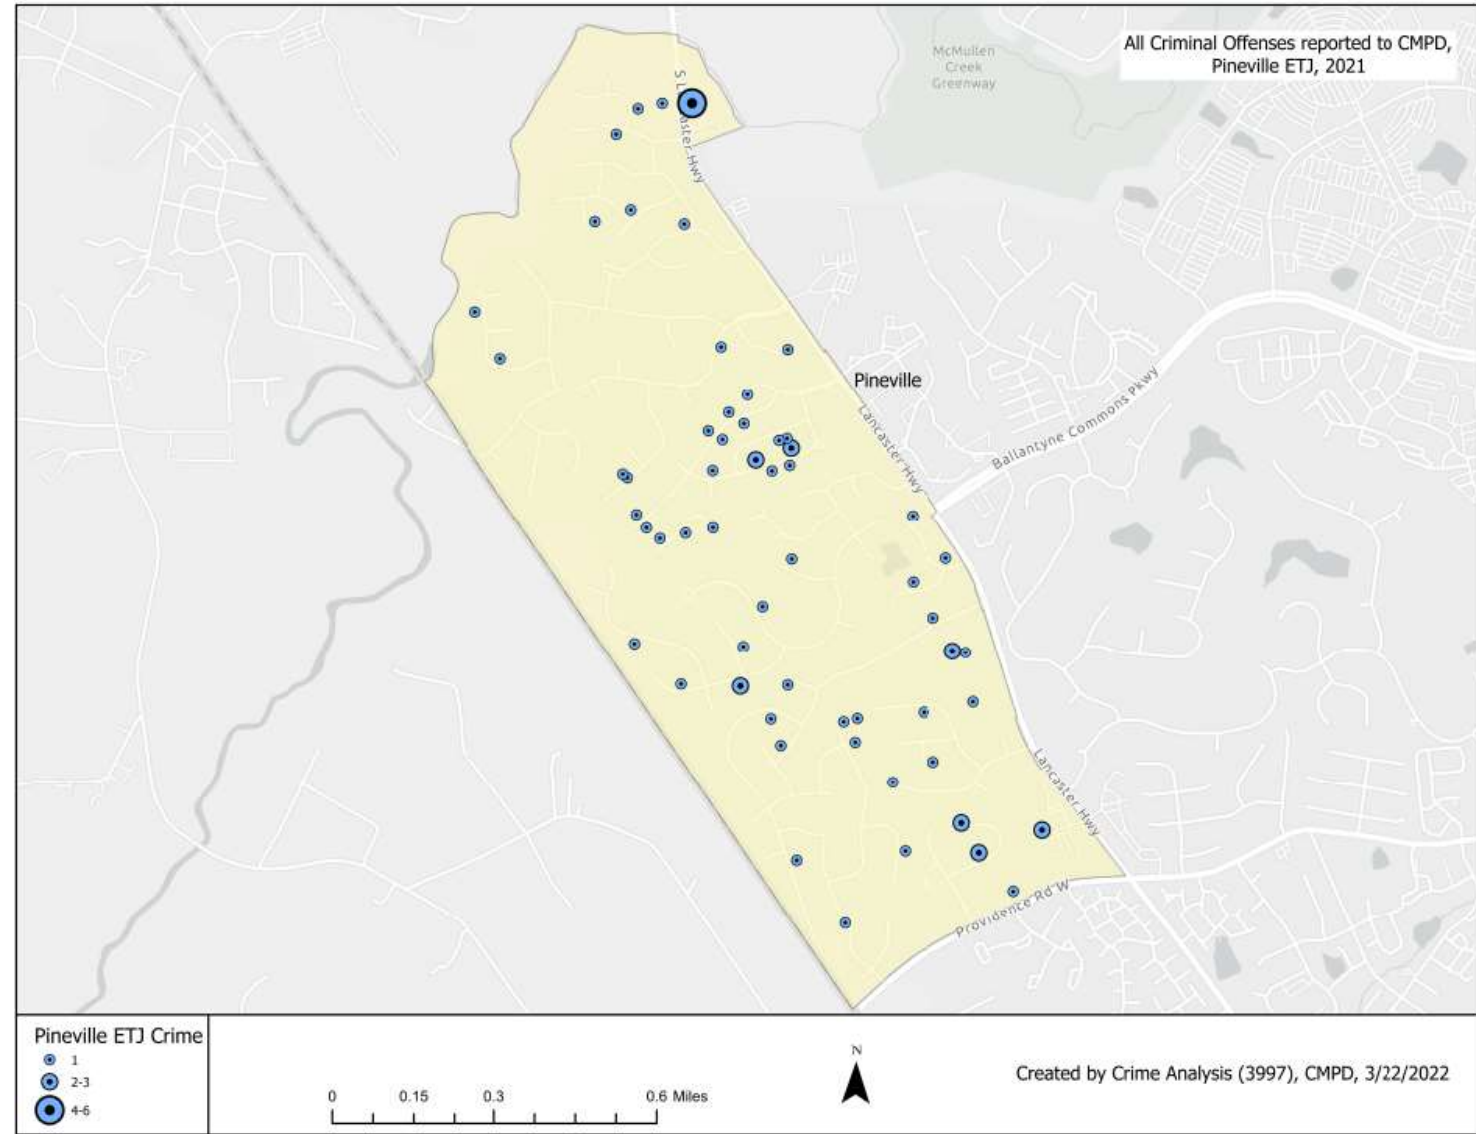 All Criminal Offenses reported to CMPD,
Pineville ETJ, 2021
McMullen
Creek
Greenway
S Lancaster Hwy
Pineville
Lancaster Hwy
Ballantyne Commons Pkwy
Lancaster Hwy
Providence Rd W
Pineville ETJ Crime
1
2-3
4-6
0 0.15 0.3 0.6 Miles
N
Created by Crime Analysis (3997), CMPD, 3/22/2022